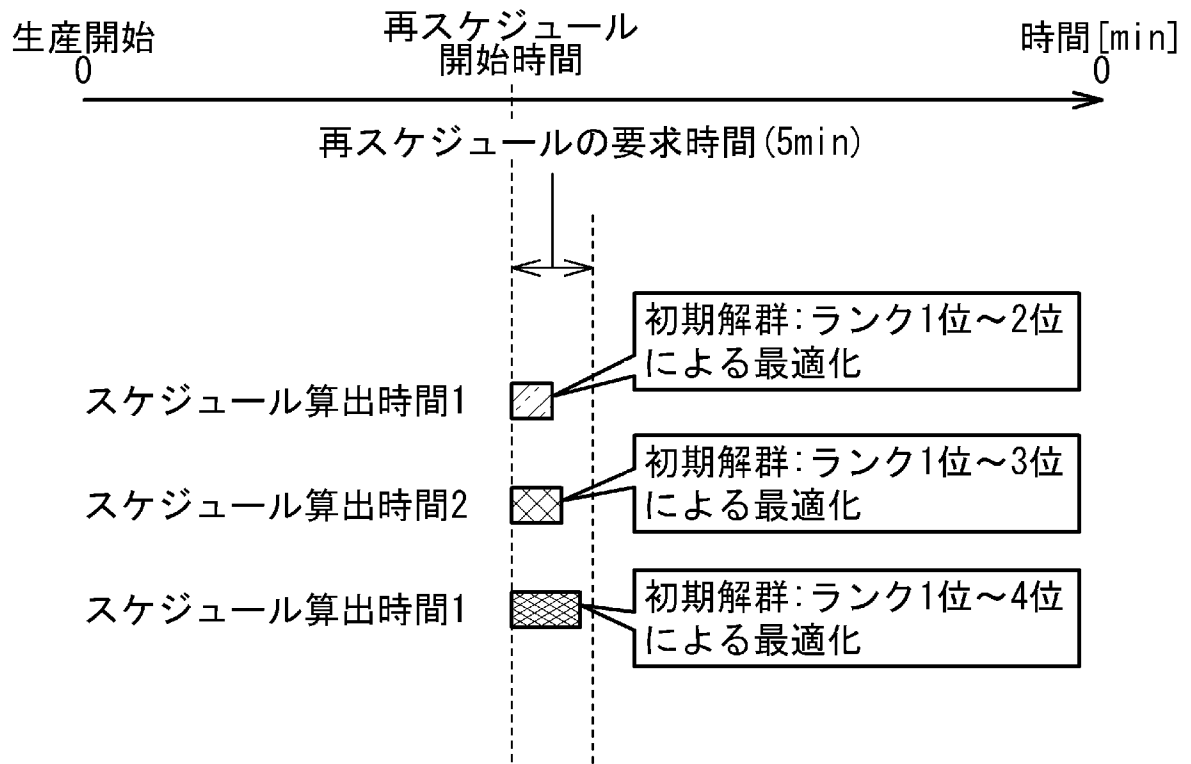 生産開始
0
再スケジュール
開始時間
時間[min]
0
再スケジュールの要求時間(5min)
初期解群:ランク1位～2位
による最適化
スケジュール算出時間1
初期解群:ランク1位～3位
による最適化
スケジュール算出時間2
初期解群:ランク1位～4位
による最適化
スケジュール算出時間1